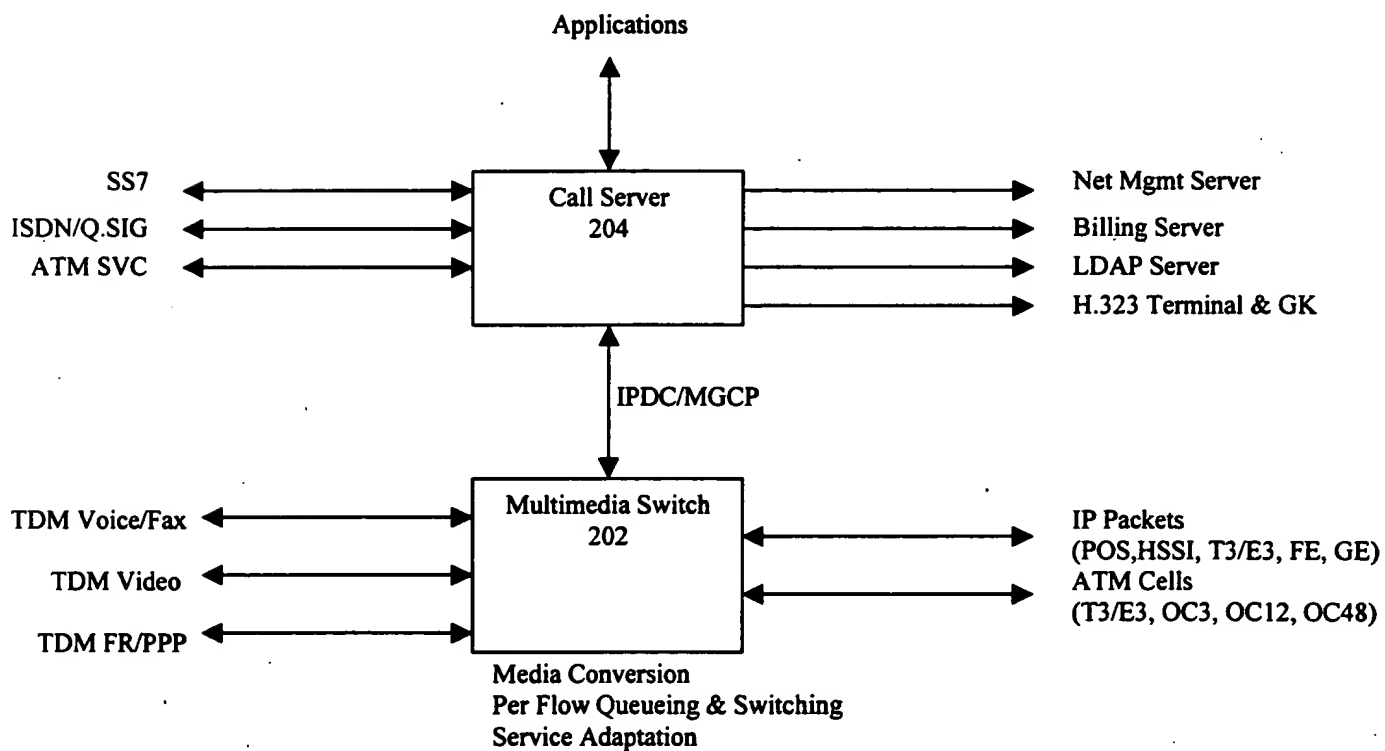 Applications
SS7
ISDN/Q.SIG
ATM SVC
Call Server
204
Net Mgmt Server
Billing Server
LDAP Server
H.323 Terminal & GK
IPDC/MGCP
TDM Voice/Fax
TDM Video
TDM FR/PPP
Multimedia Switch
202
IP Packets
(POS,HSSI, T3/E3, FE, GE)
ATM Cells
(T3/E3, OC3, OC12, OC48)
Media Conversion
Per Flow Queueing & Switching
Service Adaptation